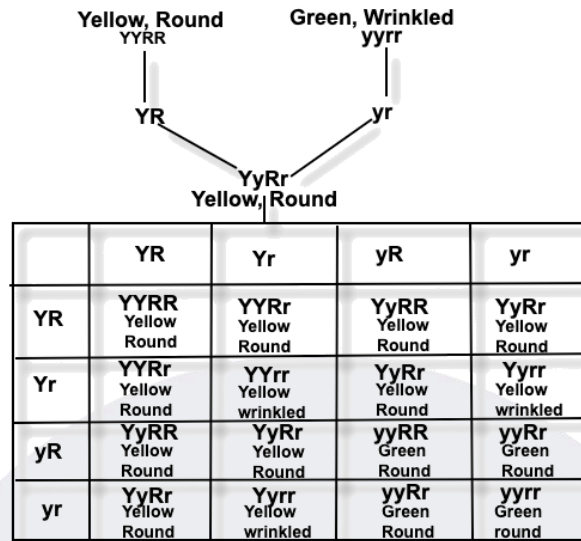 Yellow, Round Green, Wrinkled
YYRR yyrr
YR yr
YyRr
Yellow, Round
YR Yr yR yr
YR YYRR YYRr YyRR YyRr
Yellow Yellow Yellow Yellow
Round Round Round Round
Yr YYRr YYrr YyRr Yyrr
Yellow Yellow Yellow Yellow
Round wrinkled Round wrinkled
yR YyRR YyRr yyRR yyRr
Yellow Yellow Green Green
Round Round Round Round
yr YyRr Yyrr yyRr yyrr
Yellow Yellow Green Green
Round wrinkled Round round